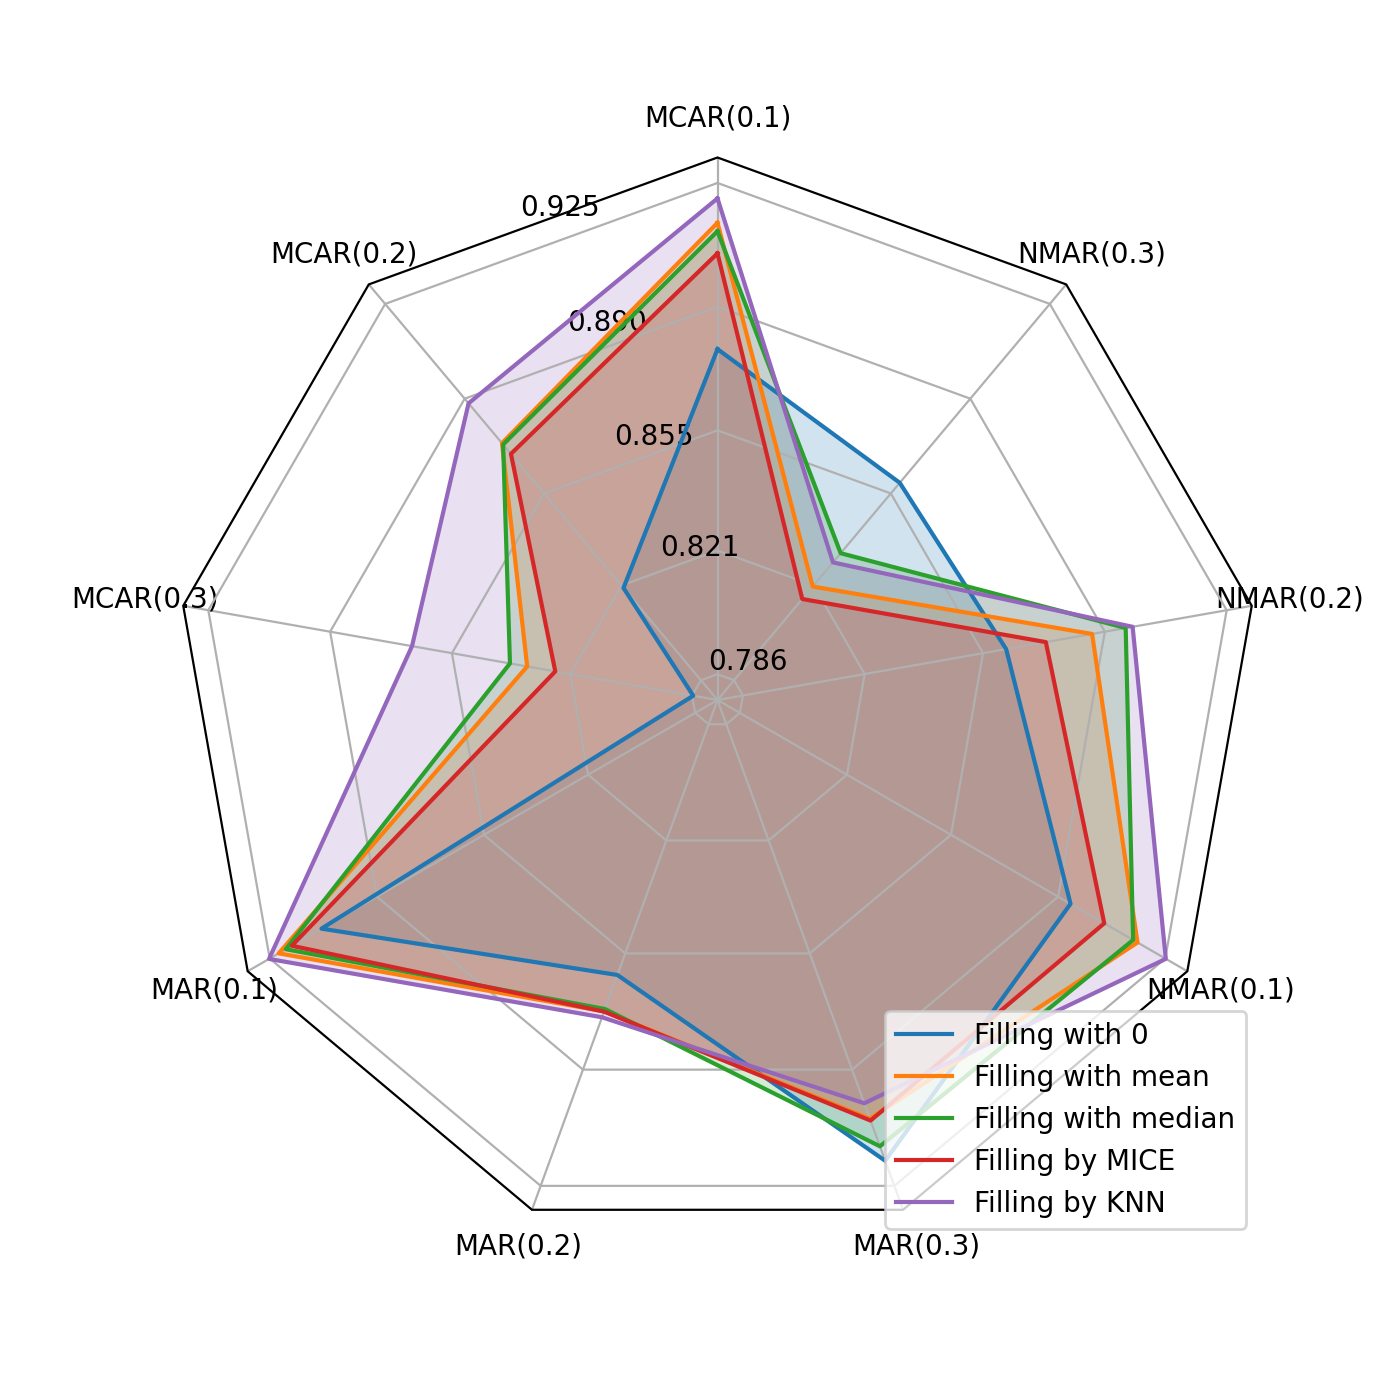 MCAR(0.1)
0.925
MCAR(0.2)
NMAR(0.3)
0.890
0.855
0.821
MCAR(0.3)
NMAR(0.2)
0.786
MAR(0.1)
NMAR(0.1)
Filling with 0
Filling with mean
Filling with median
Filling by MICE
Filling by KNN
MAR(0.2)
MAR(0.3)